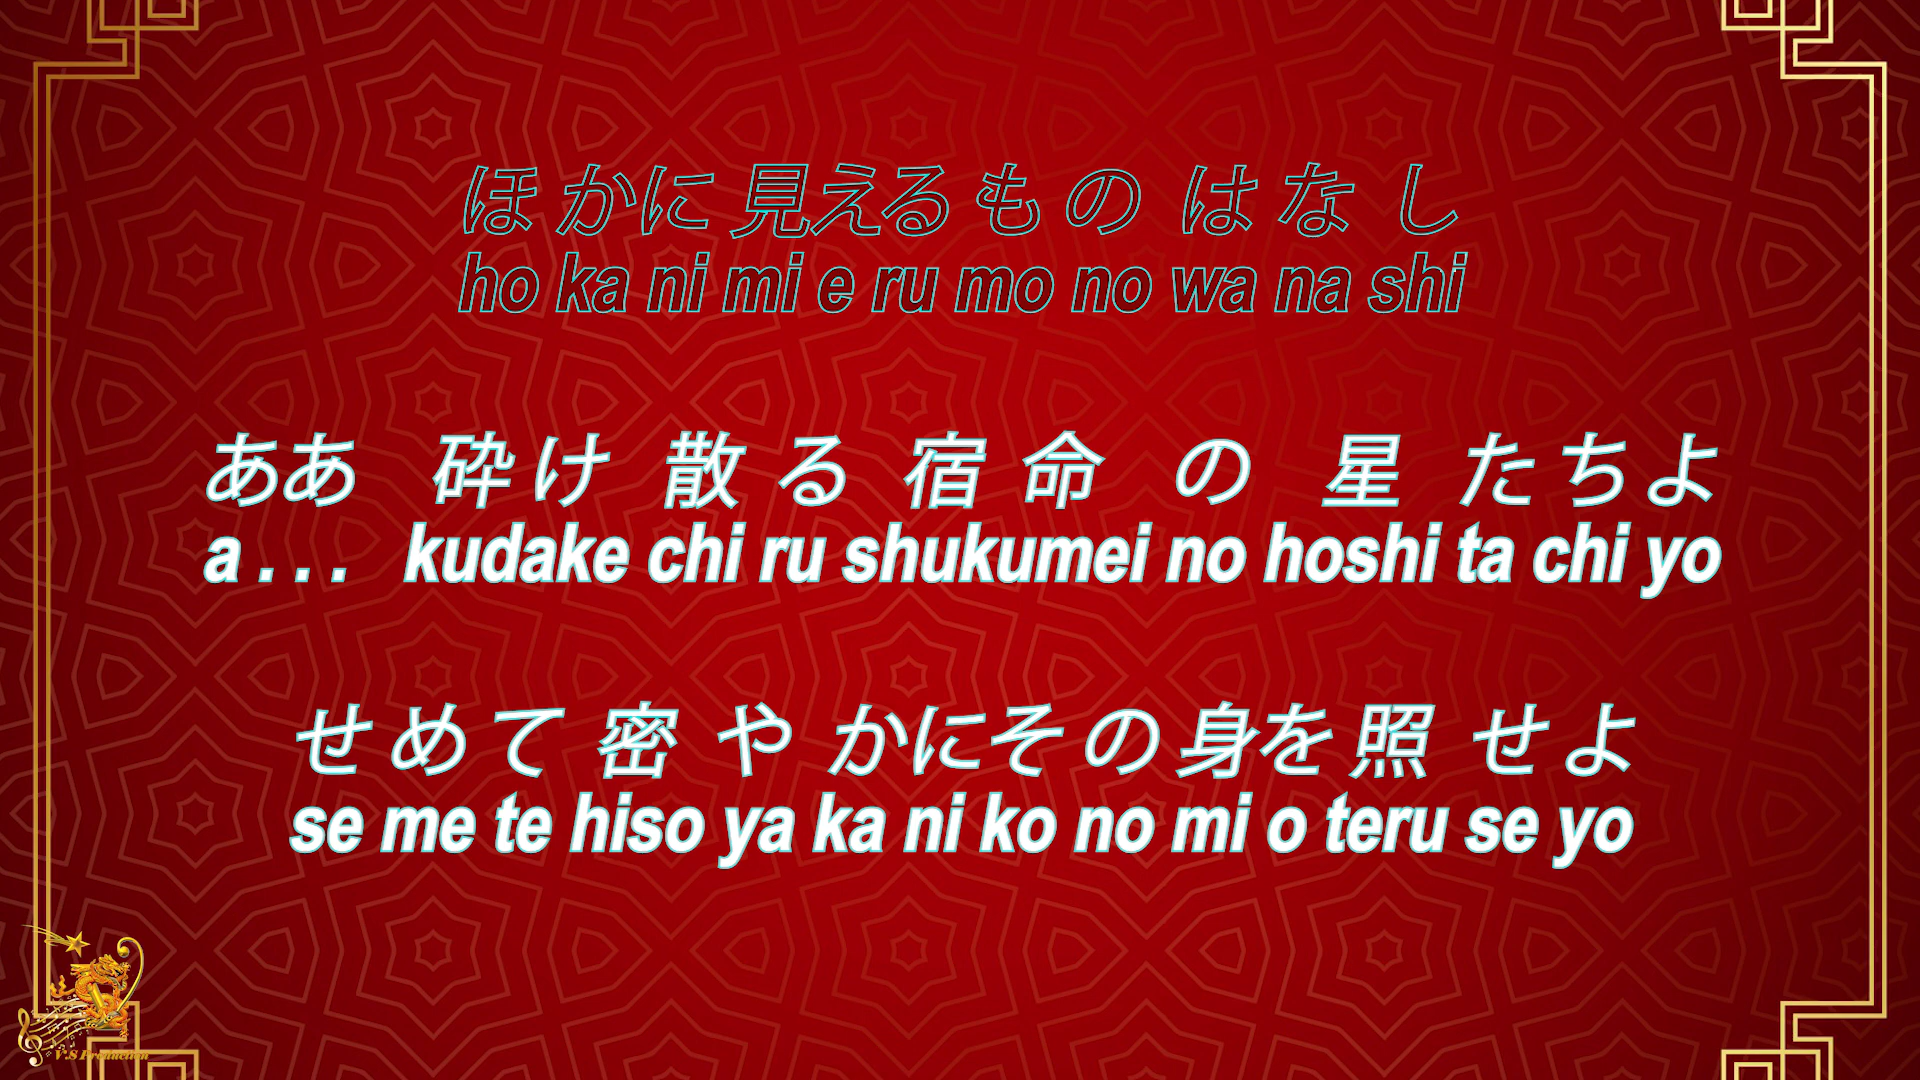 ほかに見えるものはなし
ho ka ni mi e ru mo no wa na shi
ああ 砕け散る宿命の星たちよ
a . . . kudake chi ru shukumei no hoshi ta chi yo
せめて密やかにその身を照せよ
se me te hiso ya ka ni ko no mi o teru se yo
V.S Production